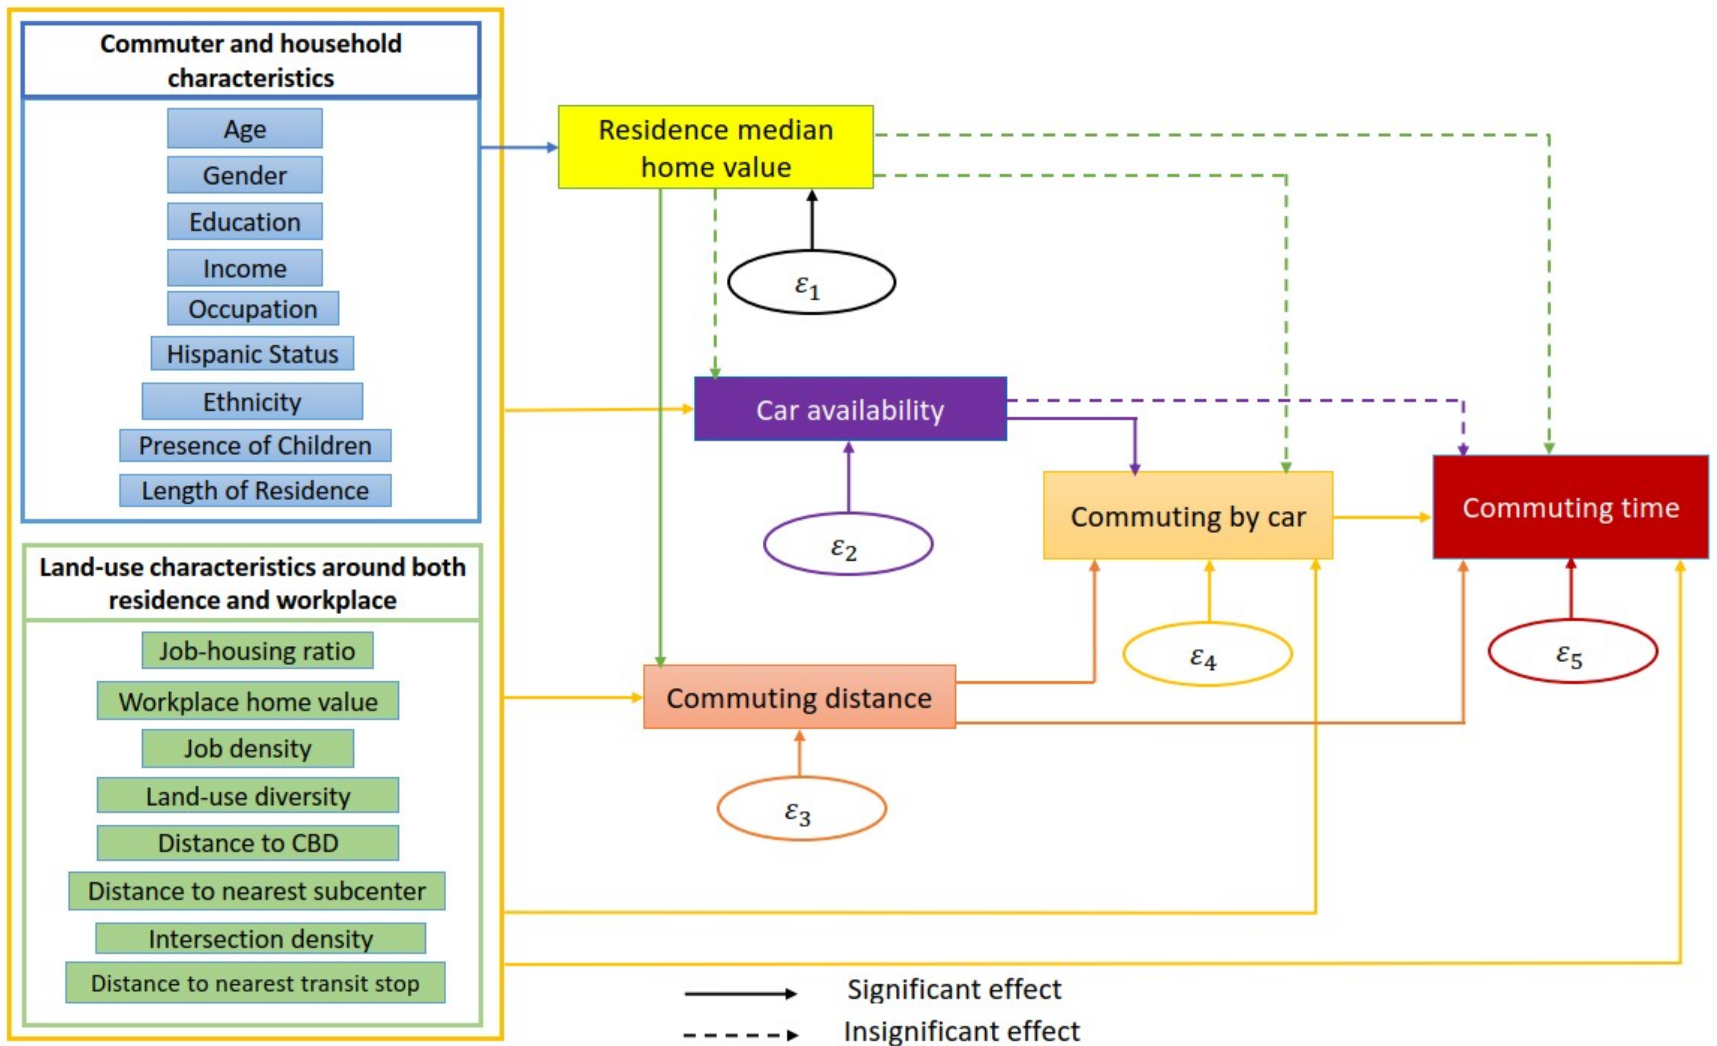 Commuter and household
characteristics
Age
Gender
Education
Income
Occupation
Hispanic Status
Ethnicity
Presence of Children
Length of Residence
Land-use characteristics around both
residence and workplace
Job-housing ratio
Workplace home value
Job density
Land-use diversity
Distance to CBD
Distance to nearest subcenter
Intersection density
Distance to nearest transit stop
Residence median
home value
ε₁
Car availability
ε₂
Commuting by car
ε₄
Commuting time
ε₅
Commuting distance
ε₃
Significant effect
Insignificant effect